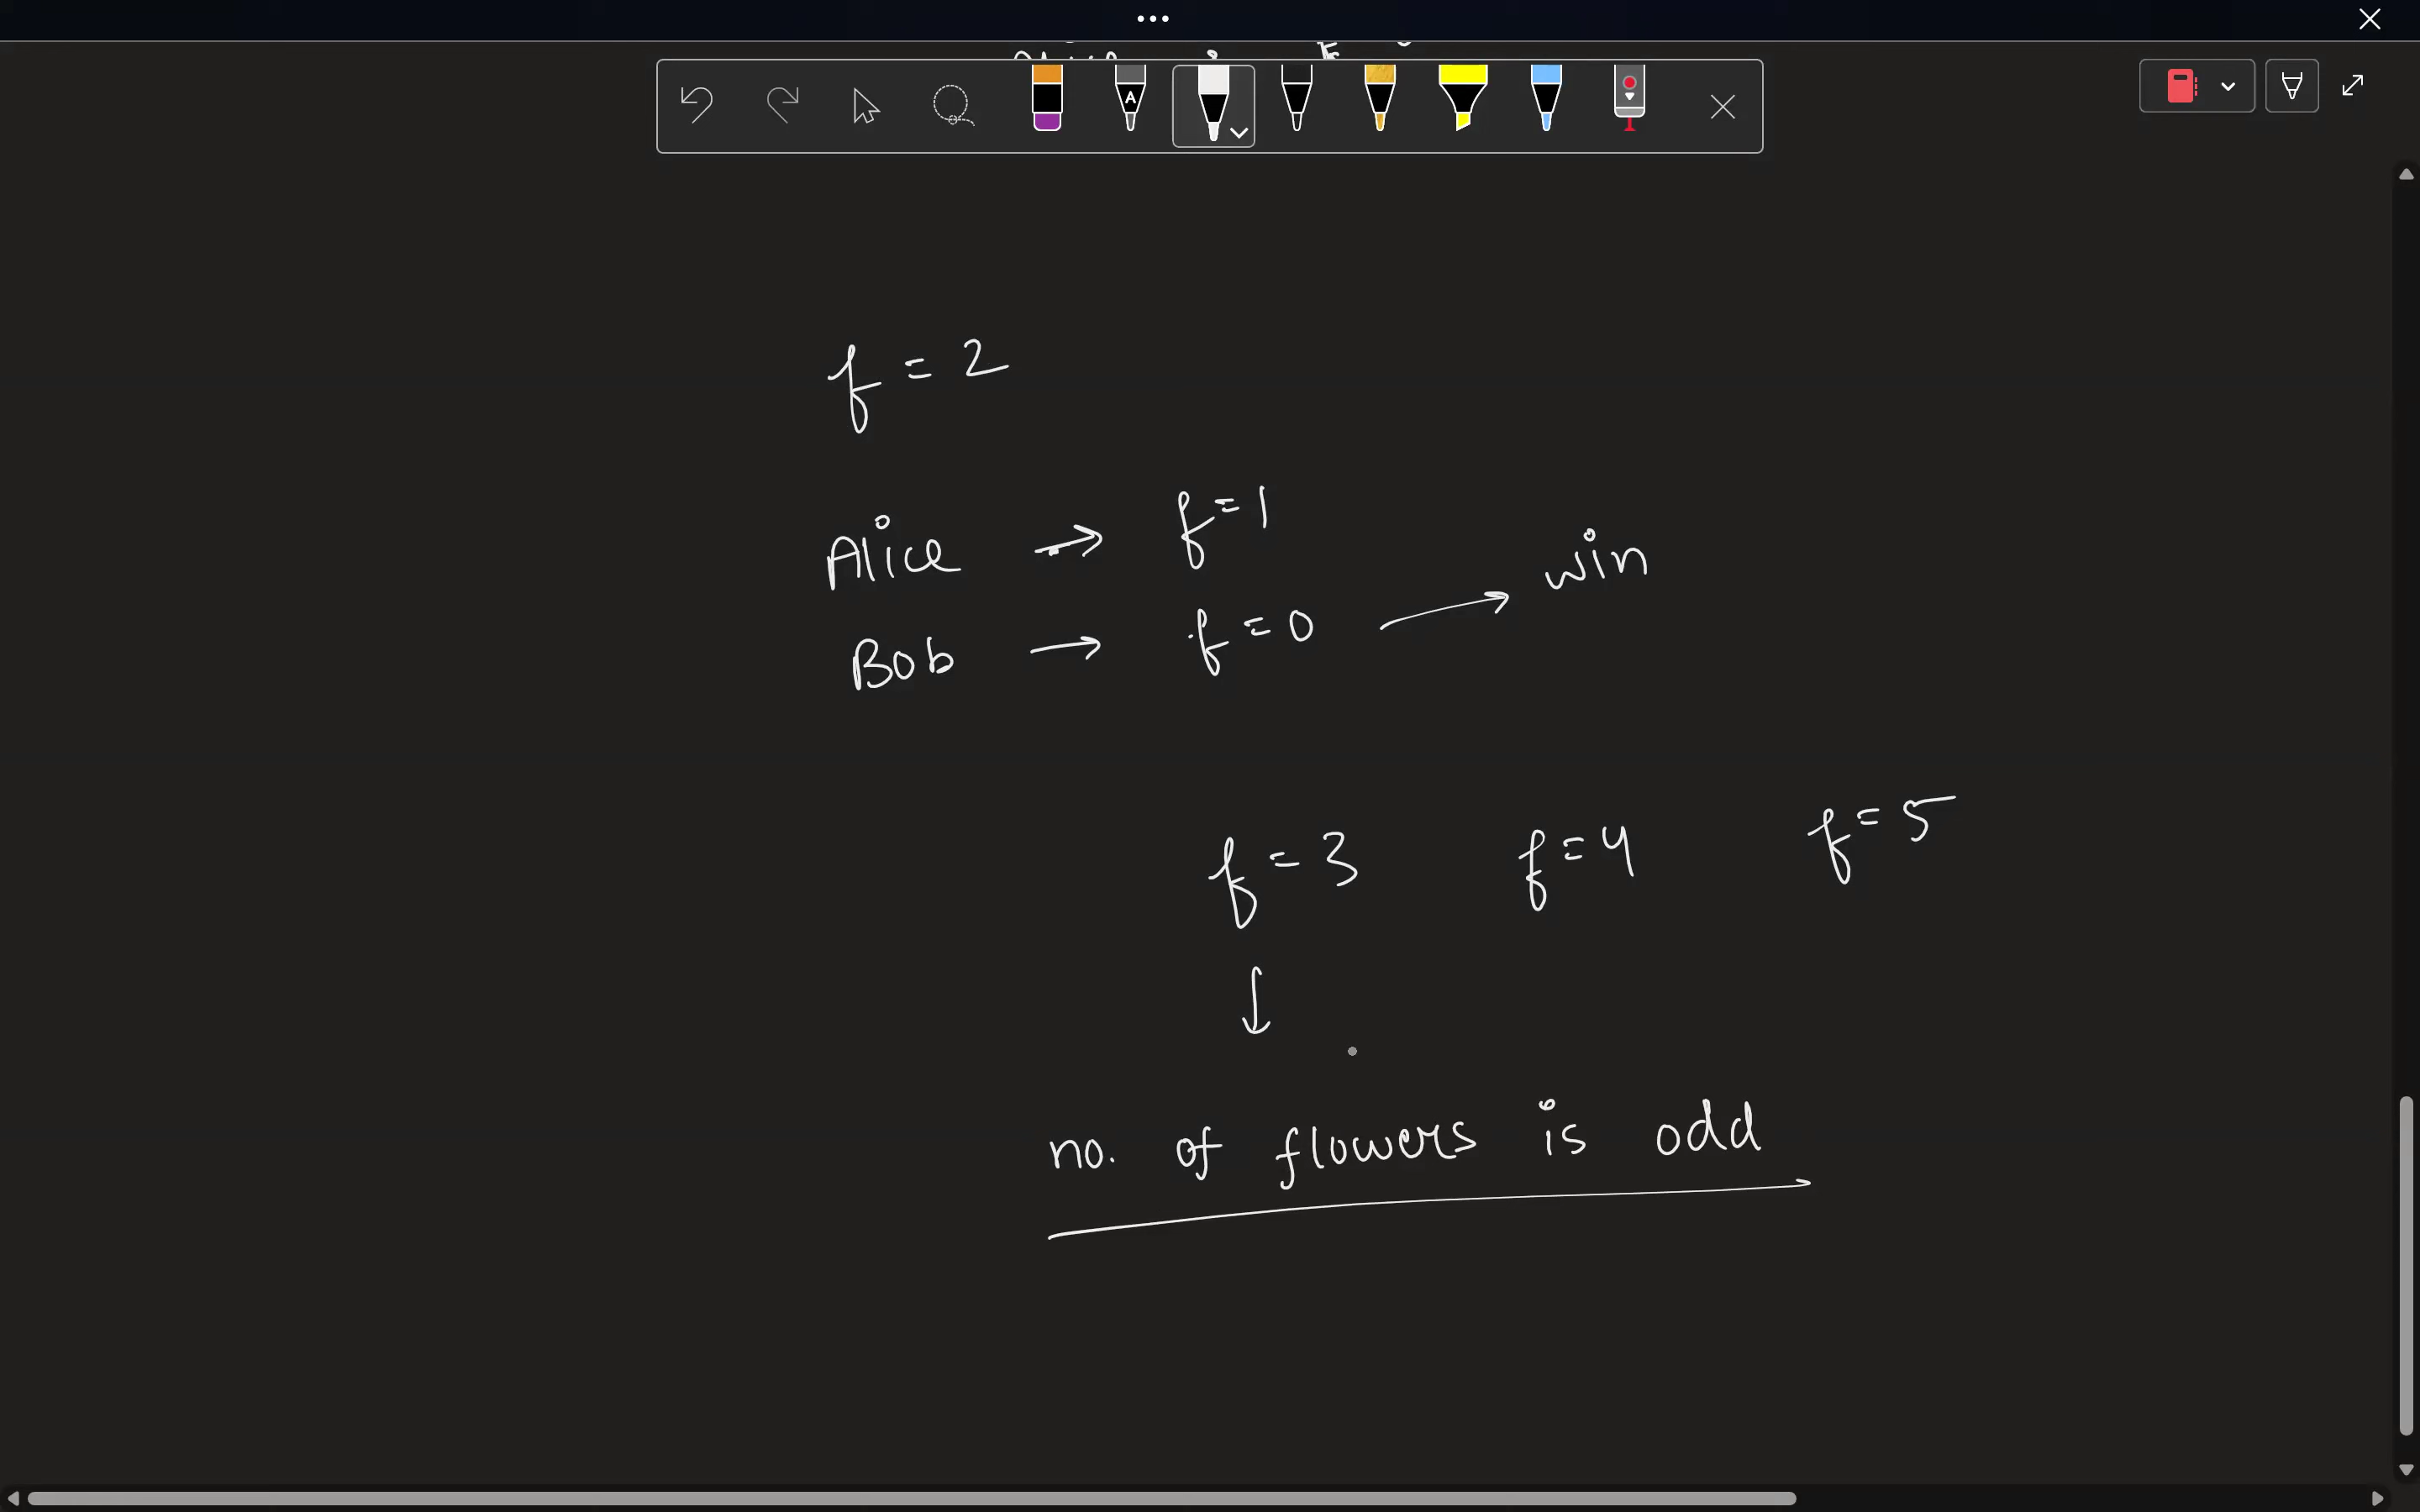 f = 2
Alice → f = 1
Bob → f = 0 → win
f = 3 f = 4 f = 5
↓
no. of flowers is odd